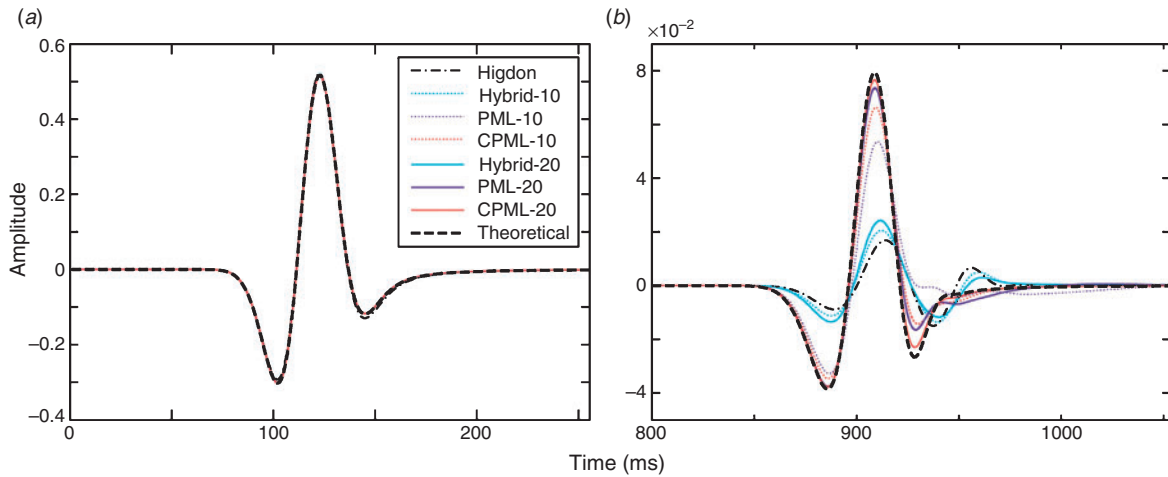 (a)
0.6
0.4
0.2
0
−0.2
−0.4
0
100
200
Amplitude
Higdon
Hybrid-10
PML-10
CPML-10
Hybrid-20
PML-20
CPML-20
Theoretical
(b)
×10−2
8
4
0
−4
800
900
1000
Time (ms)